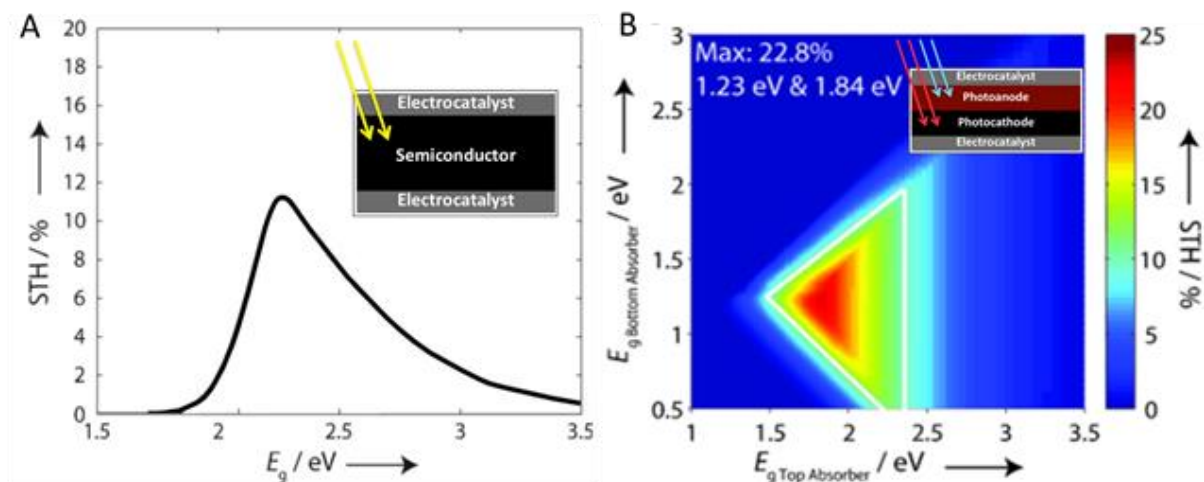 A
20
18
16
14
12
10
8
6
4
2
0
STH / %
Electrocatalyst
Semiconductor
Electrocatalyst
1.5 2 2.5 3 3.5
Eg / eV
B
Max: 22.8%
1.23 eV & 1.84 eV
Electrocatalyst
Photoanode
Photocathode
Electrocatalyst
3
2.5
2
1.5
1
0.5
Eg Bottom Absorber / eV
1 1.5 2 2.5 3 3.5
Eg Top Absorber / eV
25
20
15
10
5
0
STH / %